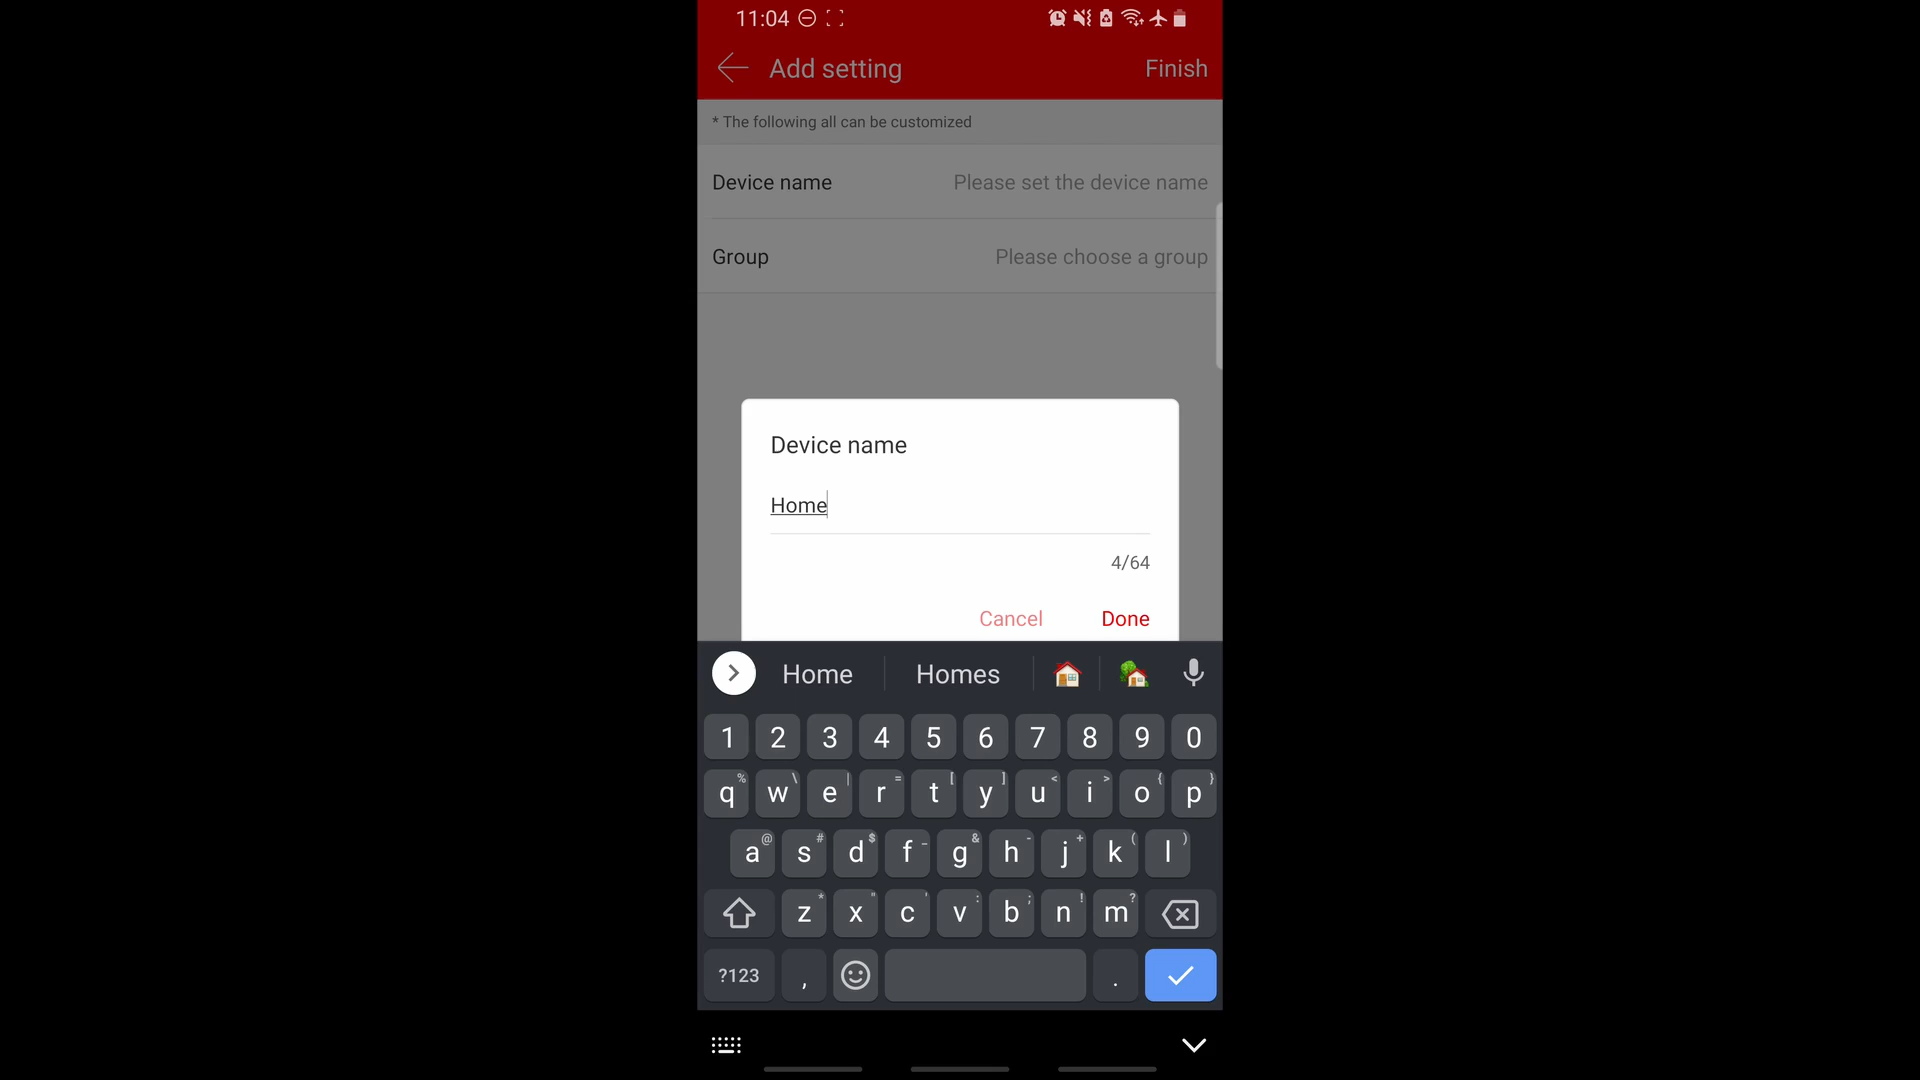 11:04
Add setting Finish
* The following all can be customized
Device name Please set the device name
Group Please choose a group
Device name
Home
4/64
Cancel Done
Home Homes
1 2 3 4 5 6 7 8 9 0
% \ | = [ ] < > { }
q w e r t y u i o p
@ # $ _ & - + ( )
a s d f g h j k l
* " ' : ; ! ?
z x c v b n m
?123 , .